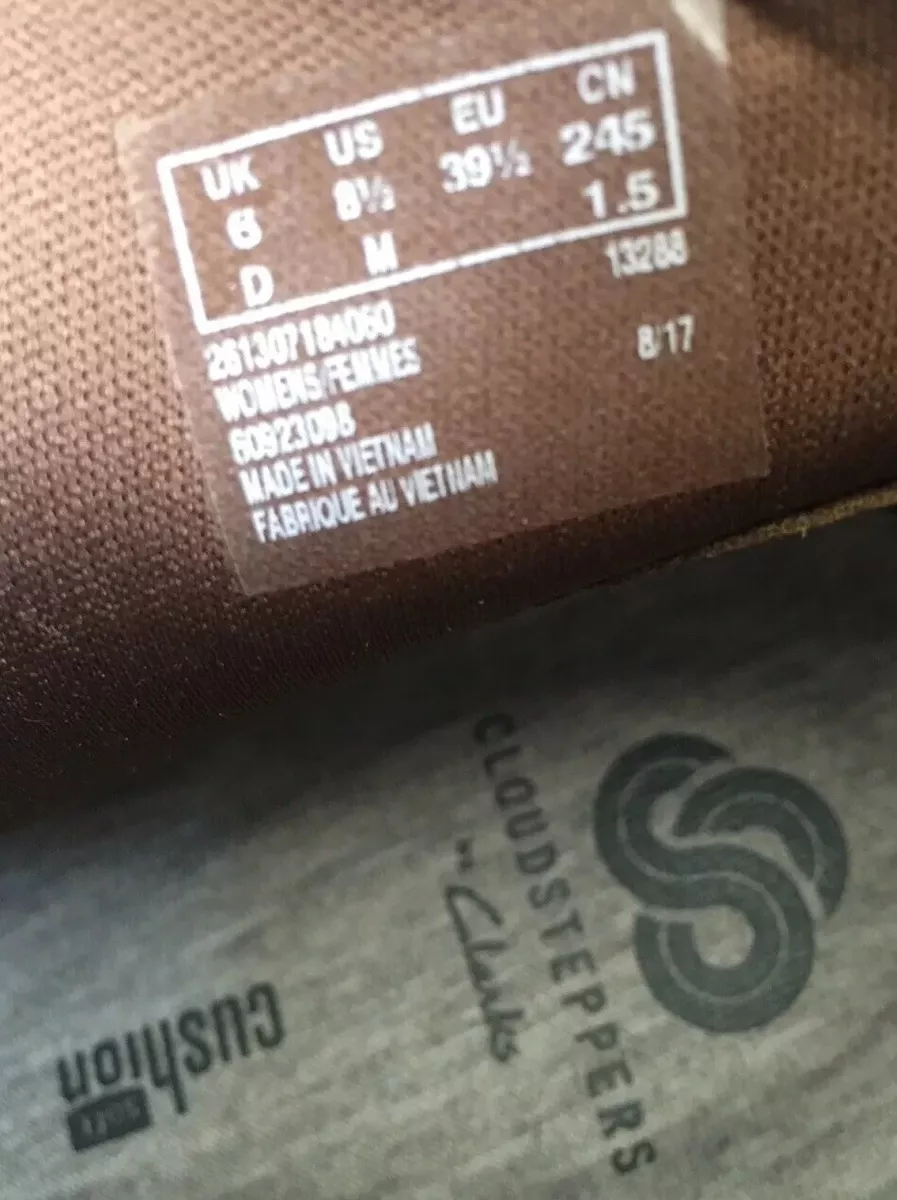 UK US EU CN
6 8½ 39½ 245
D M 1.5
261307184060 13288
WOMENS/FEMMES 8/17
60923098
MADE IN VIETNAM
FABRIQUE AU VIETNAM
CLOUDSTEPPERS
BY Clarks
cushion
soft